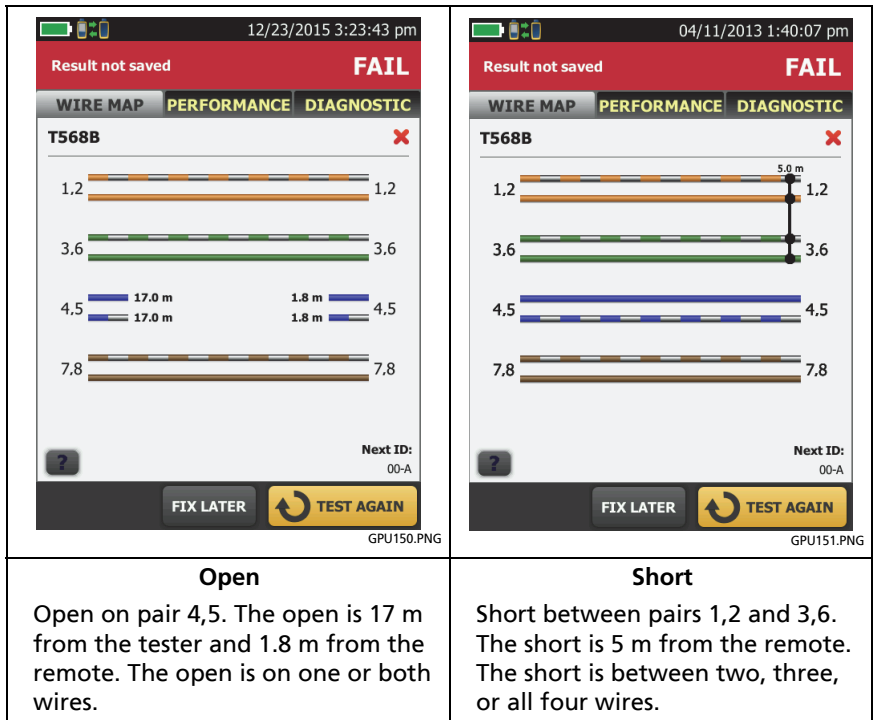 12/23/2015 3:23:43 pm
Result not saved FAIL
WIRE MAP PERFORMANCE DIAGNOSTIC
T568B
1,2 1,2
3,6 3,6
17.0 m 1.8 m
4,5 4,5
17.0 m 1.8 m
7,8 7,8
Next ID:
? 00-A
FIX LATER TEST AGAIN
GPU150.PNG
Open
Open on pair 4,5. The open is 17 m
from the tester and 1.8 m from the
remote. The open is on one or both
wires.
04/11/2013 1:40:07 pm
Result not saved FAIL
WIRE MAP PERFORMANCE DIAGNOSTIC
T568B
5.0 m
1,2 1,2
3,6 3,6
4,5 4,5
7,8 7,8
Next ID:
? 00-A
FIX LATER TEST AGAIN
GPU151.PNG
Short
Short between pairs 1,2 and 3,6.
The short is 5 m from the remote.
The short is between two, three,
or all four wires.